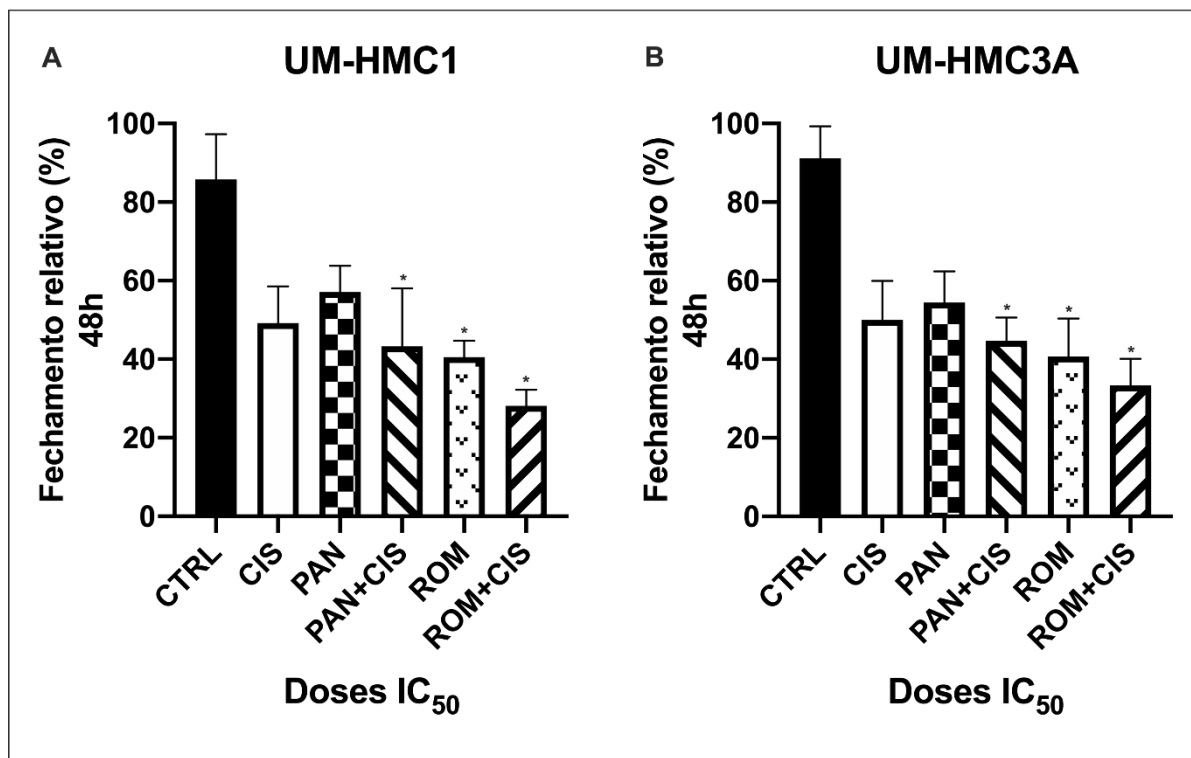 A
UM-HMC1
Fechamento relativo (%)
48h
100
80
60
40
20
0
*
*
*
CTRL
CIS
PAN
PAN+CIS
ROM
ROM+CIS
Doses IC50
B
UM-HMC3A
Fechamento relativo (%)
48h
100
80
60
40
20
0
*
*
*
CTRL
CIS
PAN
PAN+CIS
ROM
ROM+CIS
Doses IC50